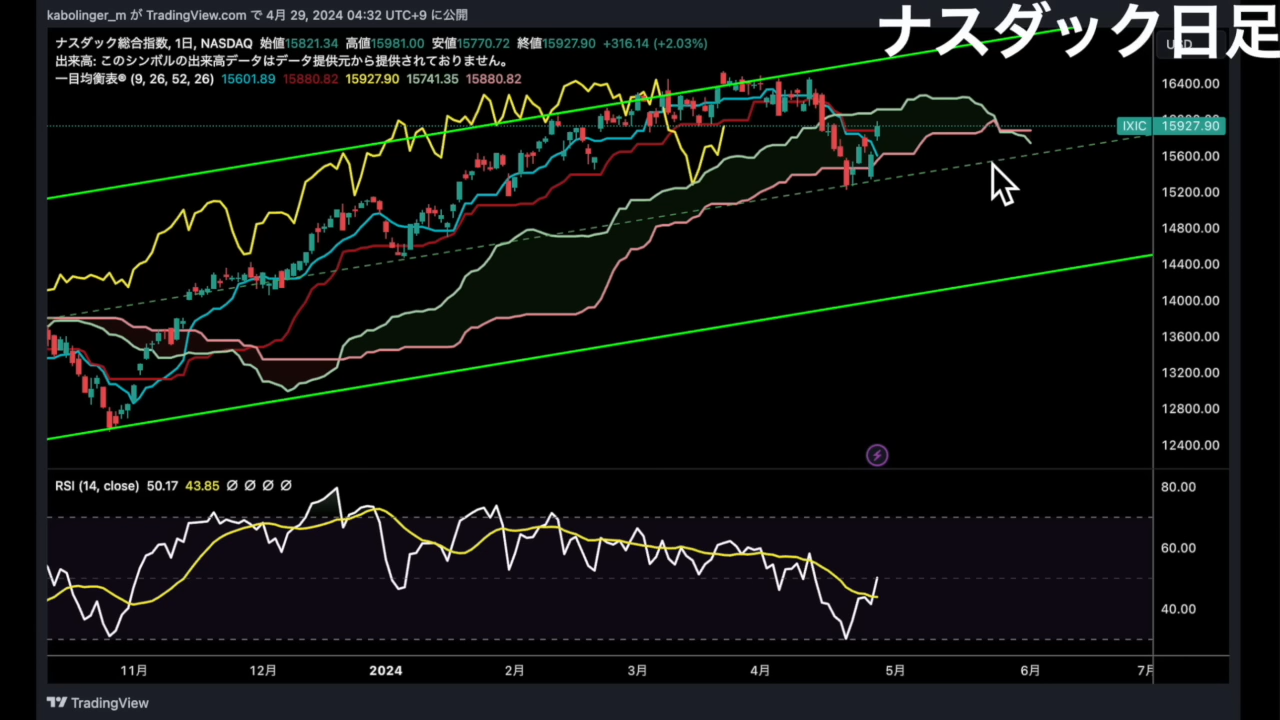 kabolinger_m が TradingView.com で 4月 29, 2024 04:32 UTC+9 に公開
ナスダック日足
ナスダック総合指数, 1日, NASDAQ 始値15821.34 高値15981.00 安値15770.72 終値15927.90 +316.14 (+2.03%)
出来高: このシンボルの出来高データはデータ提供元から提供されておりません。
一目均衡表® (9, 26, 52, 26) 15601.89 15880.82 15927.90 15741.35 15880.82
USD
16400.00
IXIC 15927.90
15600.00
15200.00
14800.00
14400.00
14000.00
13600.00
13200.00
12800.00
12400.00
RSI (14, close) 50.17 43.85 ∅ ∅ ∅ ∅
80.00
60.00
40.00
11月 12月 2024 2月 3月 4月 5月 6月 7月
TradingView